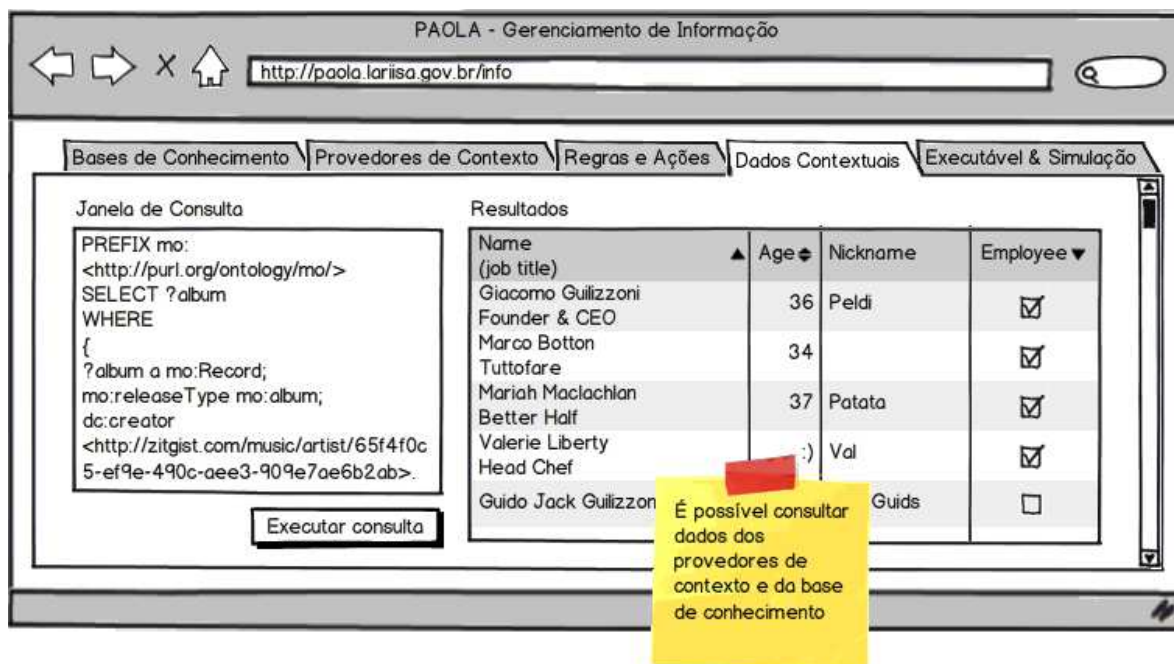 PAOLA - Gerenciamento de Informação
http://paola.lariisa.gov.br/info
Bases de Conhecimento
Provedores de Contexto
Regras e Ações
Dados Contextuais
Executável & Simulação
Janela de Consulta
PREFIX mo:
<http://purl.org/ontology/mo/>
SELECT ?album
WHERE
{
?album a mo:Record;
mo:releaseType mo:album;
dc:creator
<http://zitgist.com/music/artist/65f4f0c
5-ef9e-490c-aee3-909e7ae6b2ab>.
Executar consulta
Resultados
Name
(job title)
Age
Nickname
Employee
Giacomo Guilizzoni
Founder & CEO
36
Peldi
Marco Botton
Tuttofare
34
Mariah Maclachlan
Better Half
37
Patata
Valerie Liberty
Head Chef
:)
Val
Guido Jack Guilizzon
Guids
É possível consultar
dados dos
provedores de
contexto e da base
de conhecimento